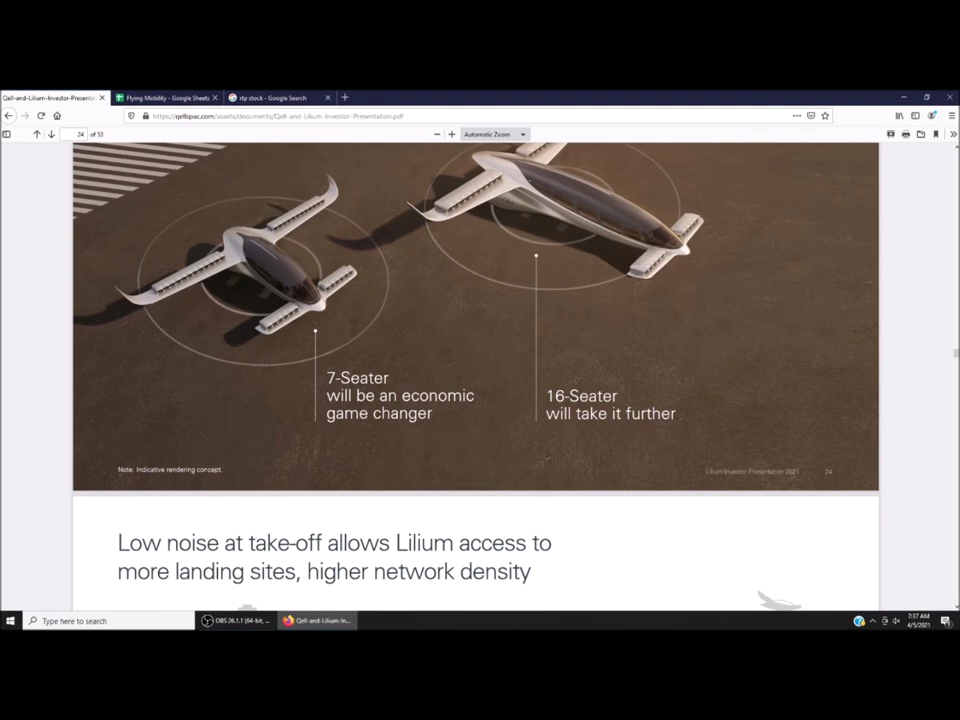 Qell-and-Lilium-Investor-Presenta
Flying Mobility - Google Sheets
rtp stock - Google Search
https://qellspac.com/assets/documents/Qell-and-Lilium-Investor-Presentation.pdf
24 of 53
Automatic Zoom
7-Seater
will be an economic
game changer
16-Seater
will take it further
Note: Indicative rendering concept
Lilium Investor Presentation 2021 24
Low noise at take-off allows Lilium access to
more landing sites, higher network density
Type here to search
OBS 26.1.1 (64-bit, ...
Qell-and-Lilium-In...
7:37 AM
4/5/2021